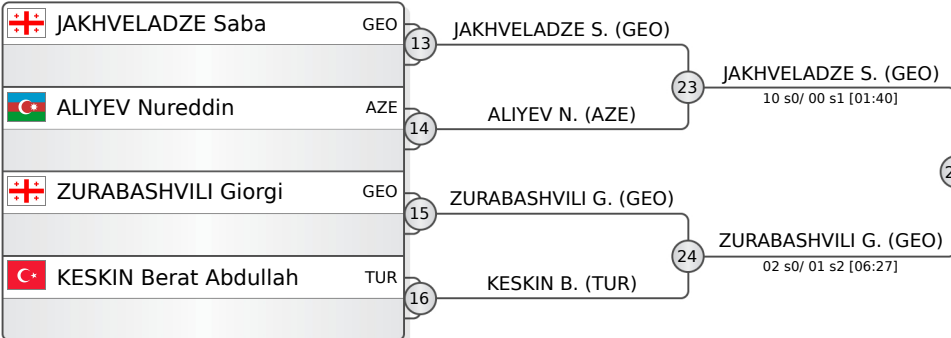 JAKHVELADZE Saba GEO
13
JAKHVELADZE S. (GEO)
23
JAKHVELADZE S. (GEO)
10 s0/ 00 s1 [01:40]
ALIYEV Nureddin AZE
14
ALIYEV N. (AZE)
ZURABASHVILI Giorgi GEO
15
ZURABASHVILI G. (GEO)
24
ZURABASHVILI G. (GEO)
02 s0/ 01 s2 [06:27]
KESKIN Berat Abdullah TUR
16
KESKIN B. (TUR)